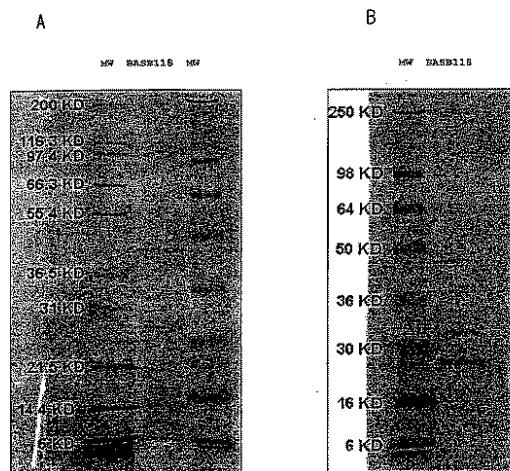 A
B
MW BASB118 MW
MW BASB118
200 KD
116.3 KD
97.4 KD
66.3 KD
55.4 KD
36.5 KD
31 KD
21.5 KD
14.4 KD
6 KD
250 KD
98 KD
64 KD
50 KD
36 KD
30 KD
16 KD
6 KD